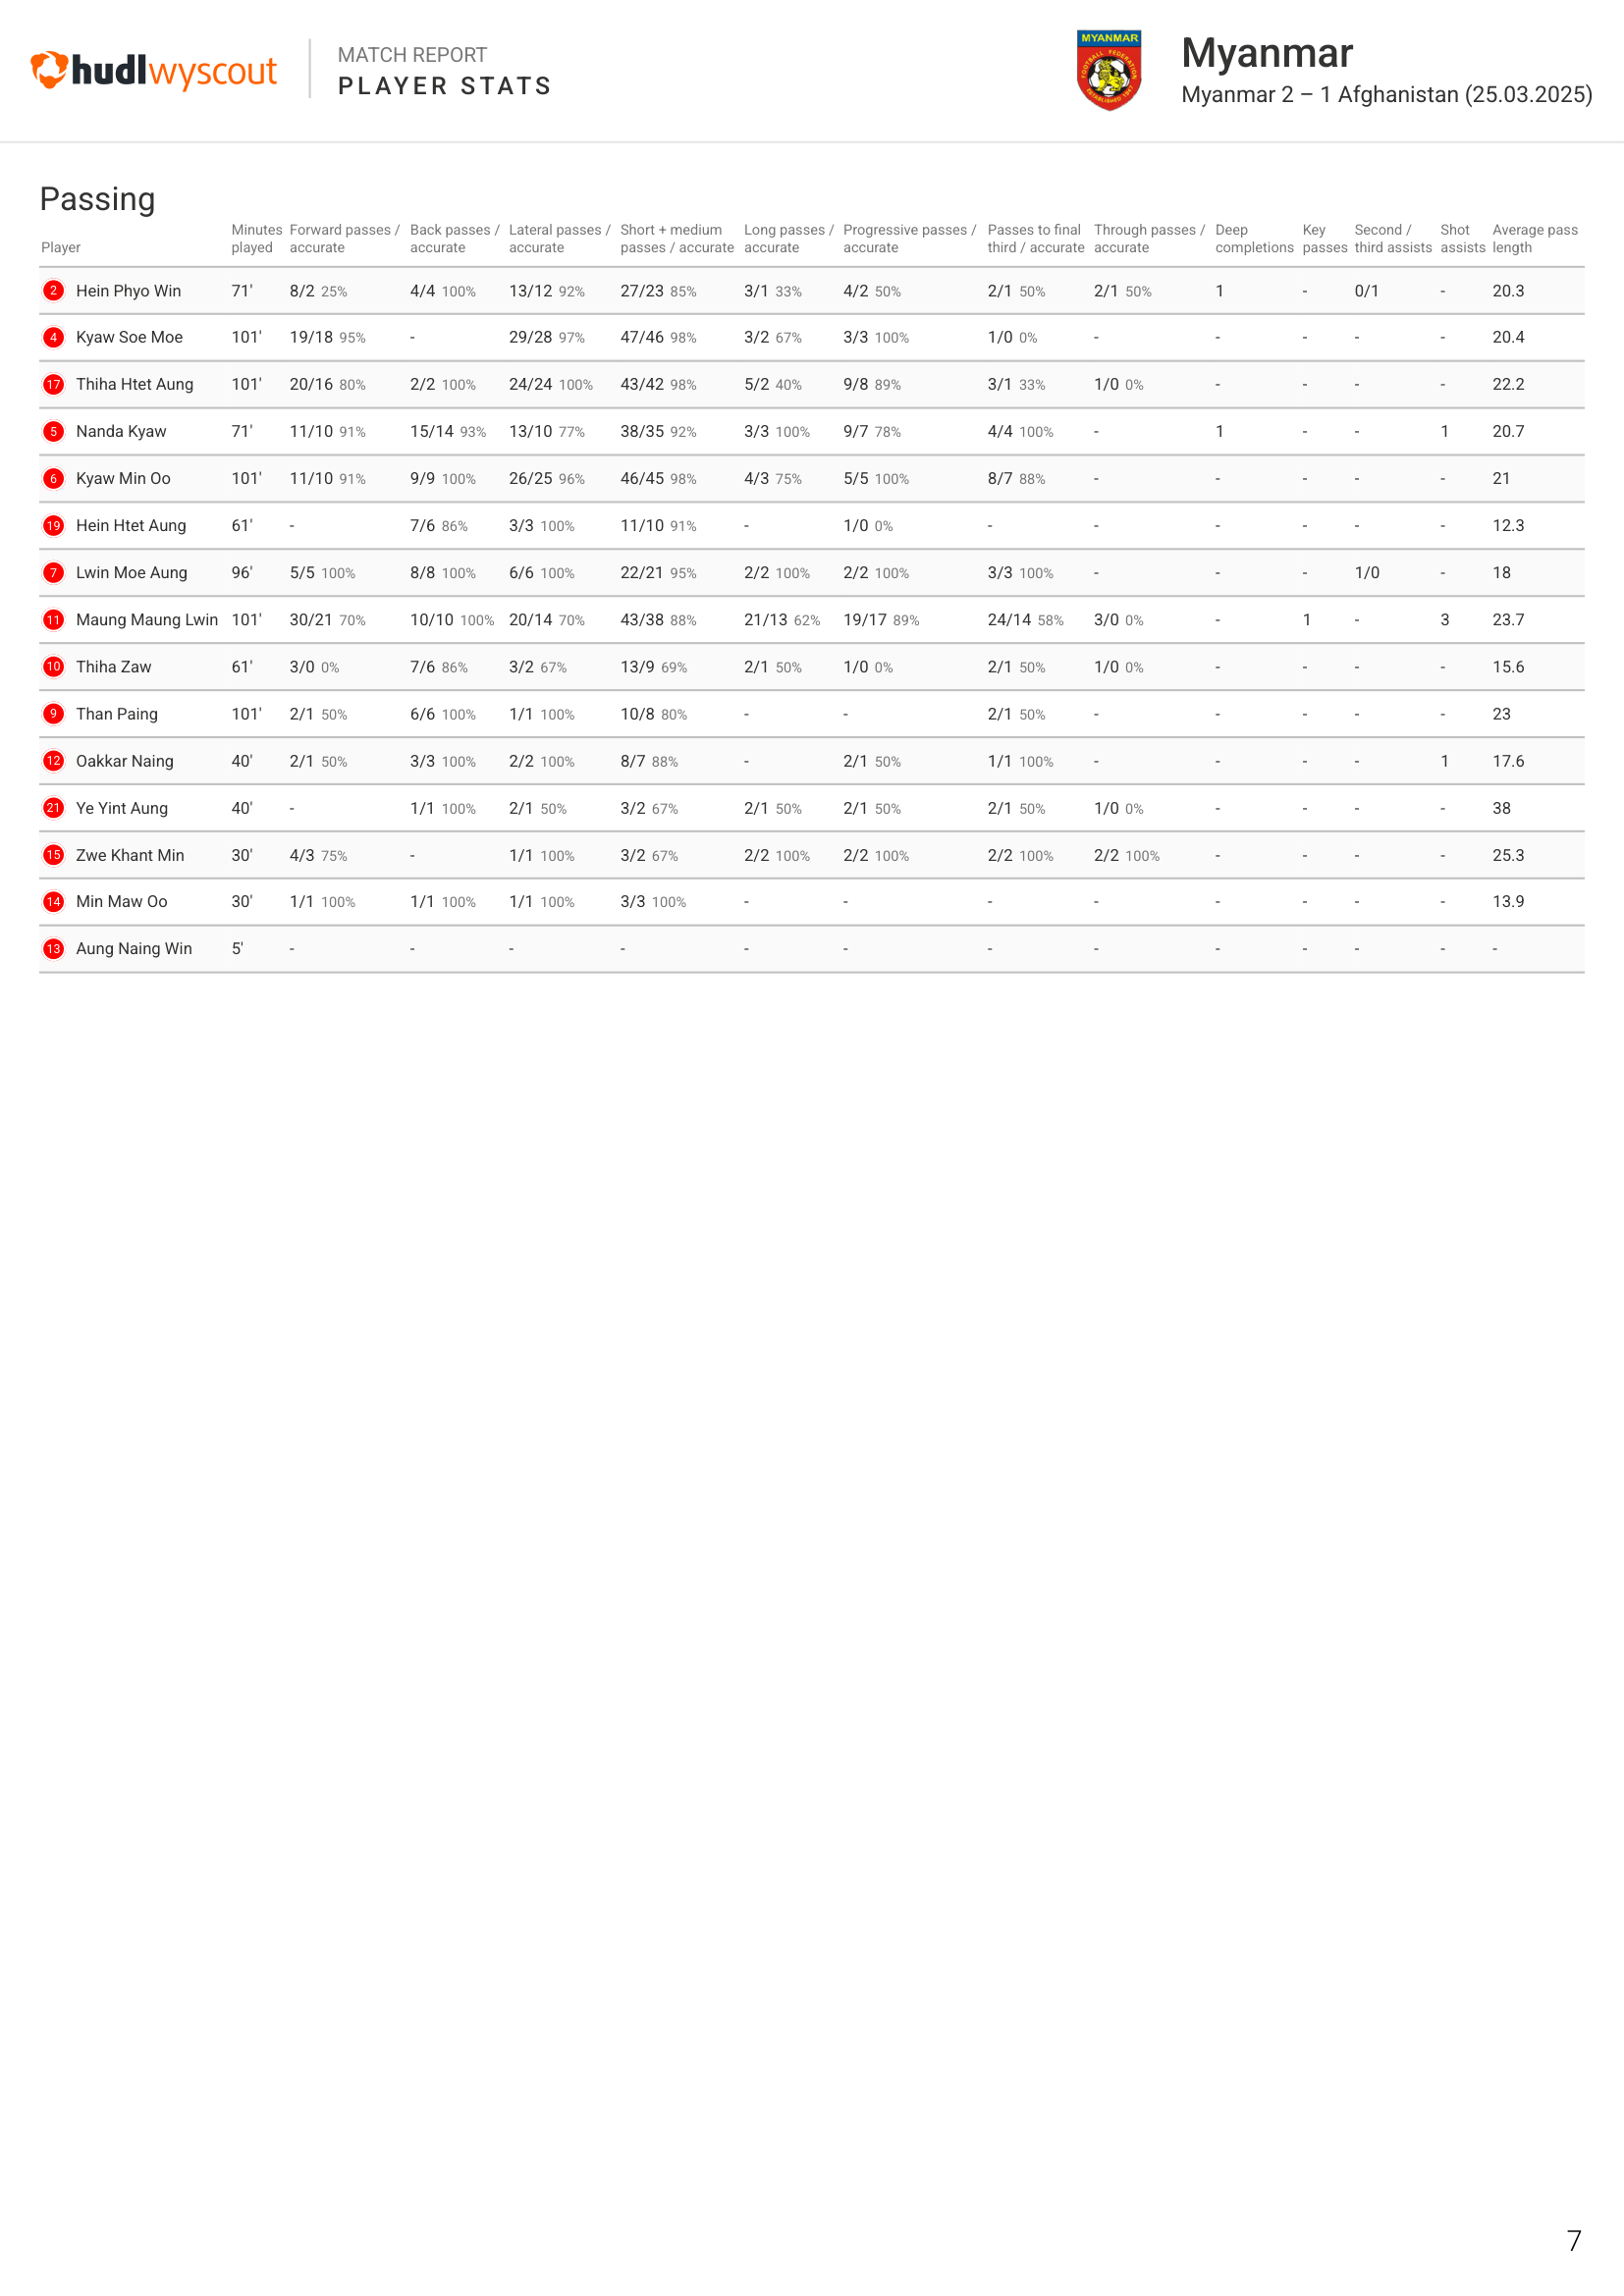 hudl wyscout
MATCH REPORT
PLAYER STATS
MYANMAR
FOOTBALL FEDERATION
ESTABLISHED 1947
Myanmar
Myanmar 2 – 1 Afghanistan (25.03.2025)
Passing
Player Minutes played Forward passes / accurate Back passes / accurate Lateral passes / accurate Short + medium passes / accurate Long passes / accurate Progressive passes / accurate Passes to final third / accurate Through passes / accurate Deep completions Key passes Second / third assists Shot assists Average pass length
2 Hein Phyo Win 71' 8/2 25% 4/4 100% 13/12 92% 27/23 85% 3/1 33% 4/2 50% 2/1 50% 2/1 50% 1 - 0/1 - 20.3
4 Kyaw Soe Moe 101' 19/18 95% - 29/28 97% 47/46 98% 3/2 67% 3/3 100% 1/0 0% - - - - - 20.4
17 Thiha Htet Aung 101' 20/16 80% 2/2 100% 24/24 100% 43/42 98% 5/2 40% 9/8 89% 3/1 33% 1/0 0% - - - - 22.2
5 Nanda Kyaw 71' 11/10 91% 15/14 93% 13/10 77% 38/35 92% 3/3 100% 9/7 78% 4/4 100% - 1 - - 1 20.7
6 Kyaw Min Oo 101' 11/10 91% 9/9 100% 26/25 96% 46/45 98% 4/3 75% 5/5 100% 8/7 88% - - - - - 21
19 Hein Htet Aung 61' - 7/6 86% 3/3 100% 11/10 91% - 1/0 0% - - - - - - 12.3
7 Lwin Moe Aung 96' 5/5 100% 8/8 100% 6/6 100% 22/21 95% 2/2 100% 2/2 100% 3/3 100% - - - 1/0 - 18
11 Maung Maung Lwin 101' 30/21 70% 10/10 100% 20/14 70% 43/38 88% 21/13 62% 19/17 89% 24/14 58% 3/0 0% - 1 - 3 23.7
10 Thiha Zaw 61' 3/0 0% 7/6 86% 3/2 67% 13/9 69% 2/1 50% 1/0 0% 2/1 50% 1/0 0% - - - - 15.6
9 Than Paing 101' 2/1 50% 6/6 100% 1/1 100% 10/8 80% - - 2/1 50% - - - - - 23
12 Oakkar Naing 40' 2/1 50% 3/3 100% 2/2 100% 8/7 88% - 2/1 50% 1/1 100% - - - - 1 17.6
21 Ye Yint Aung 40' - 1/1 100% 2/1 50% 3/2 67% 2/1 50% 2/1 50% 2/1 50% 1/0 0% - - - - 38
15 Zwe Khant Min 30' 4/3 75% - 1/1 100% 3/2 67% 2/2 100% 2/2 100% 2/2 100% 2/2 100% - - - - 25.3
14 Min Maw Oo 30' 1/1 100% 1/1 100% 1/1 100% 3/3 100% - - - - - - - - 13.9
13 Aung Naing Win 5' - - - - - - - - - - - - -
7